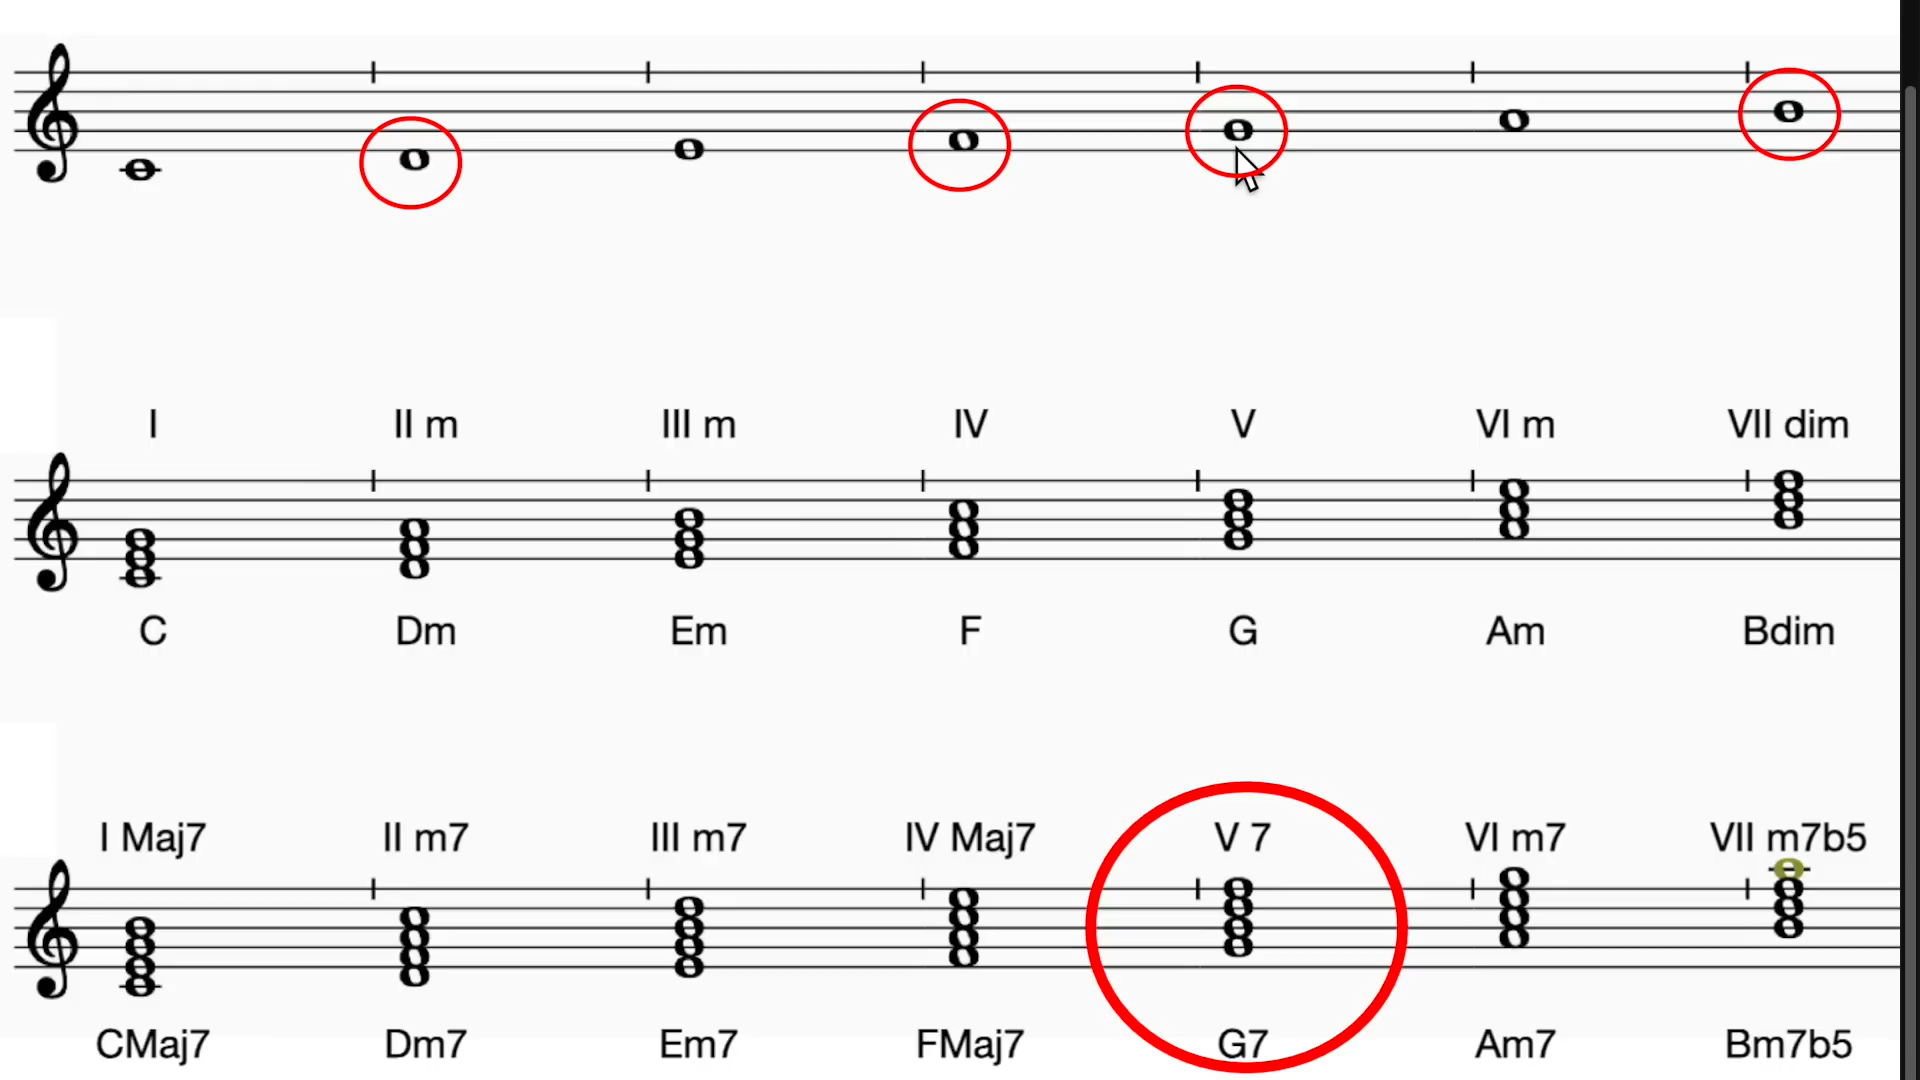 I II m III m IV V VI m VII dim
C Dm Em F G Am Bdim
I Maj7 II m7 III m7 IV Maj7 V 7 VI m7 VII m7b5
CMaj7 Dm7 Em7 FMaj7 G7 Am7 Bm7b5